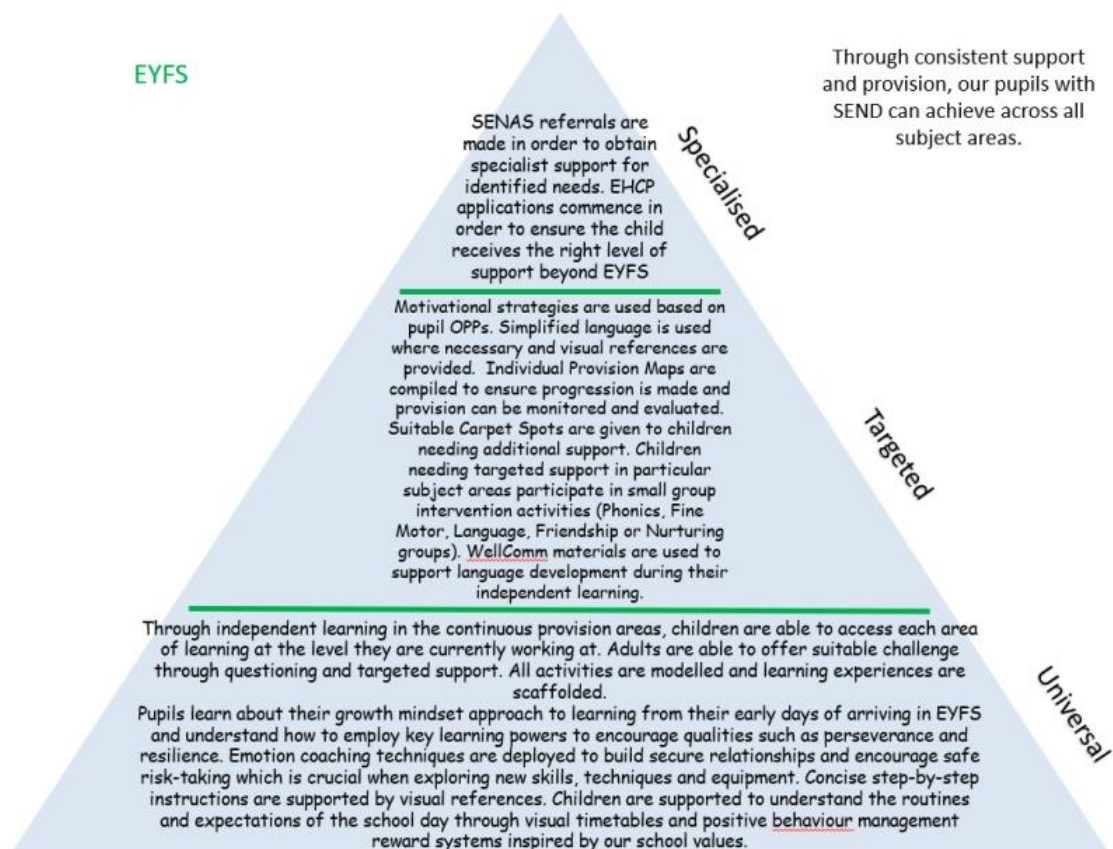 EYFS
Through consistent support
and provision, our pupils with
SEND can achieve across all
subject areas.
SENAS referrals are
made in order to obtain
specialist support for
identified needs. EHCP
applications commence in
order to ensure the child
receives the right level of
support beyond EYFS
Specialised
Motivational strategies are used based on
pupil OPPs. Simplified language is used
where necessary and visual references are
provided. Individual Provision Maps are
compiled to ensure progression is made and
provision can be monitored and evaluated.
Suitable Carpet Spots are given to children
needing additional support. Children
needing targeted support in particular
subject areas participate in small group
intervention activities (Phonics, Fine
Motor, Language, Friendship or Nurturing
groups). WellComm materials are used to
support language development during their
independent learning.
Targeted
Through independent learning in the continuous provision areas, children are able to access each area
of learning at the level they are currently working at. Adults are able to offer suitable challenge
through questioning and targeted support. All activities are modelled and learning experiences are
scaffolded.
Pupils learn about their growth mindset approach to learning from their early days of arriving in EYFS
and understand how to employ key learning powers to encourage qualities such as perseverance and
resilience. Emotion coaching techniques are deployed to build secure relationships and encourage safe
risk-taking which is crucial when exploring new skills, techniques and equipment. Concise step-by-step
instructions are supported by visual references. Children are supported to understand the routines
and expectations of the school day through visual timetables and positive behaviour management
reward systems inspired by our school values.
Universal